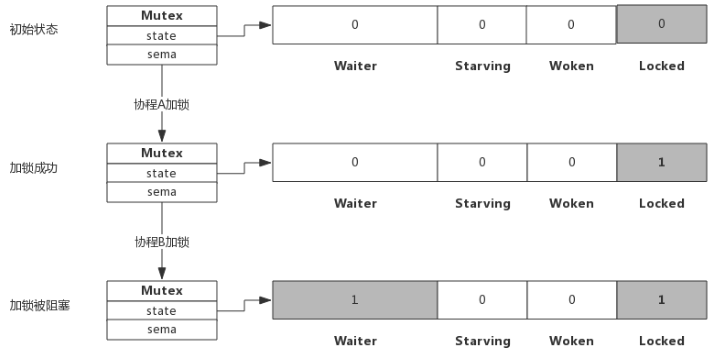 初始状态
Mutex
state
sema
0 0 0 0
Waiter Starving Woken Locked
协程A加锁
加锁成功
Mutex
state
sema
0 0 0 1
Waiter Starving Woken Locked
协程B加锁
加锁被阻塞
Mutex
state
sema
1 0 0 1
Waiter Starving Woken Locked